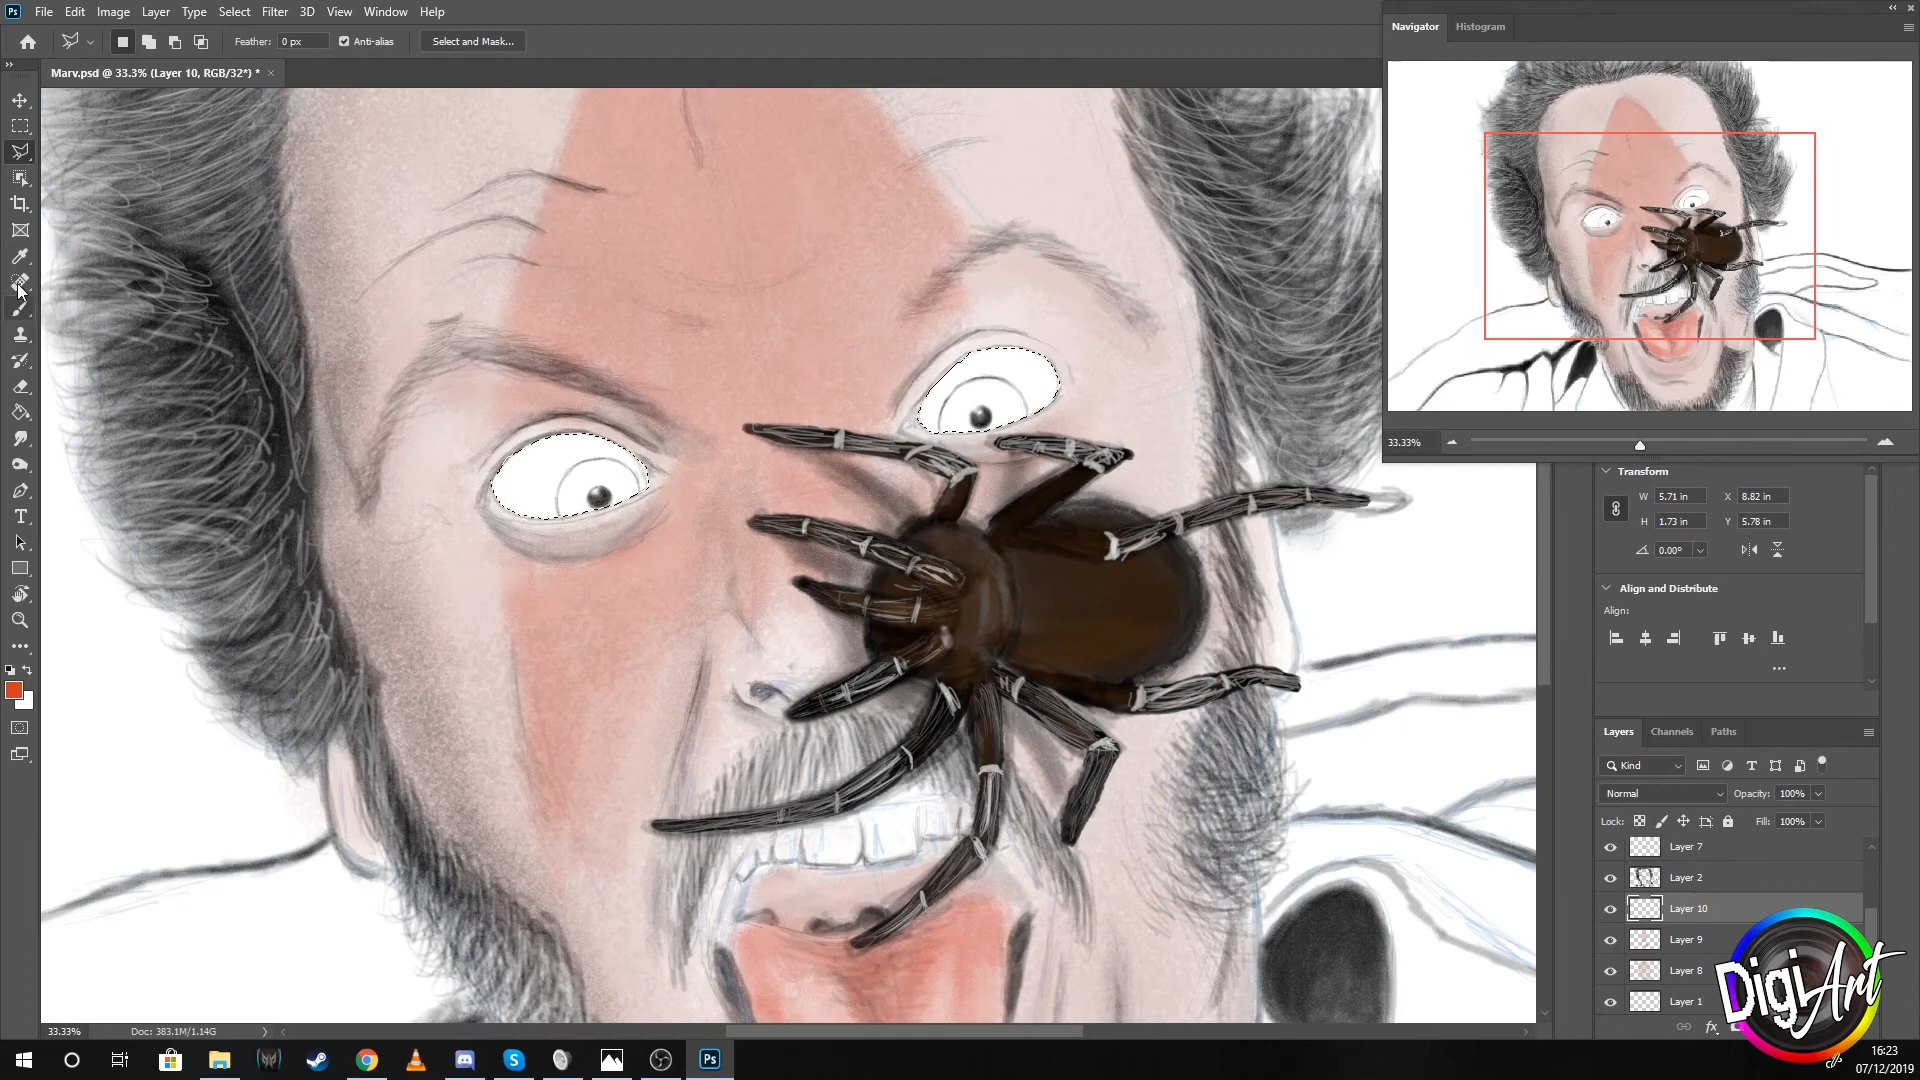 Ps File Edit Image Layer Type Select Filter 3D View Window Help
Feather: 0 px Anti-alias Select and Mask...
Marv.psd @ 33.3% (Layer 10, RGB/32*) *
Navigator Histogram
33.33%
Transform
W 5.71 in X 8.82 in
H 1.73 in Y 5.78 in
0.00°
Align and Distribute
Align:
Layers Channels Paths
Kind
Normal Opacity: 100%
Lock: Fill: 100%
Layer 7
Layer 2
Layer 10
Layer 9
Layer 8
Layer 1
fx
DigiArt
33.33% Doc: 383.1M/1.14G
Ps
16:23
07/12/2019